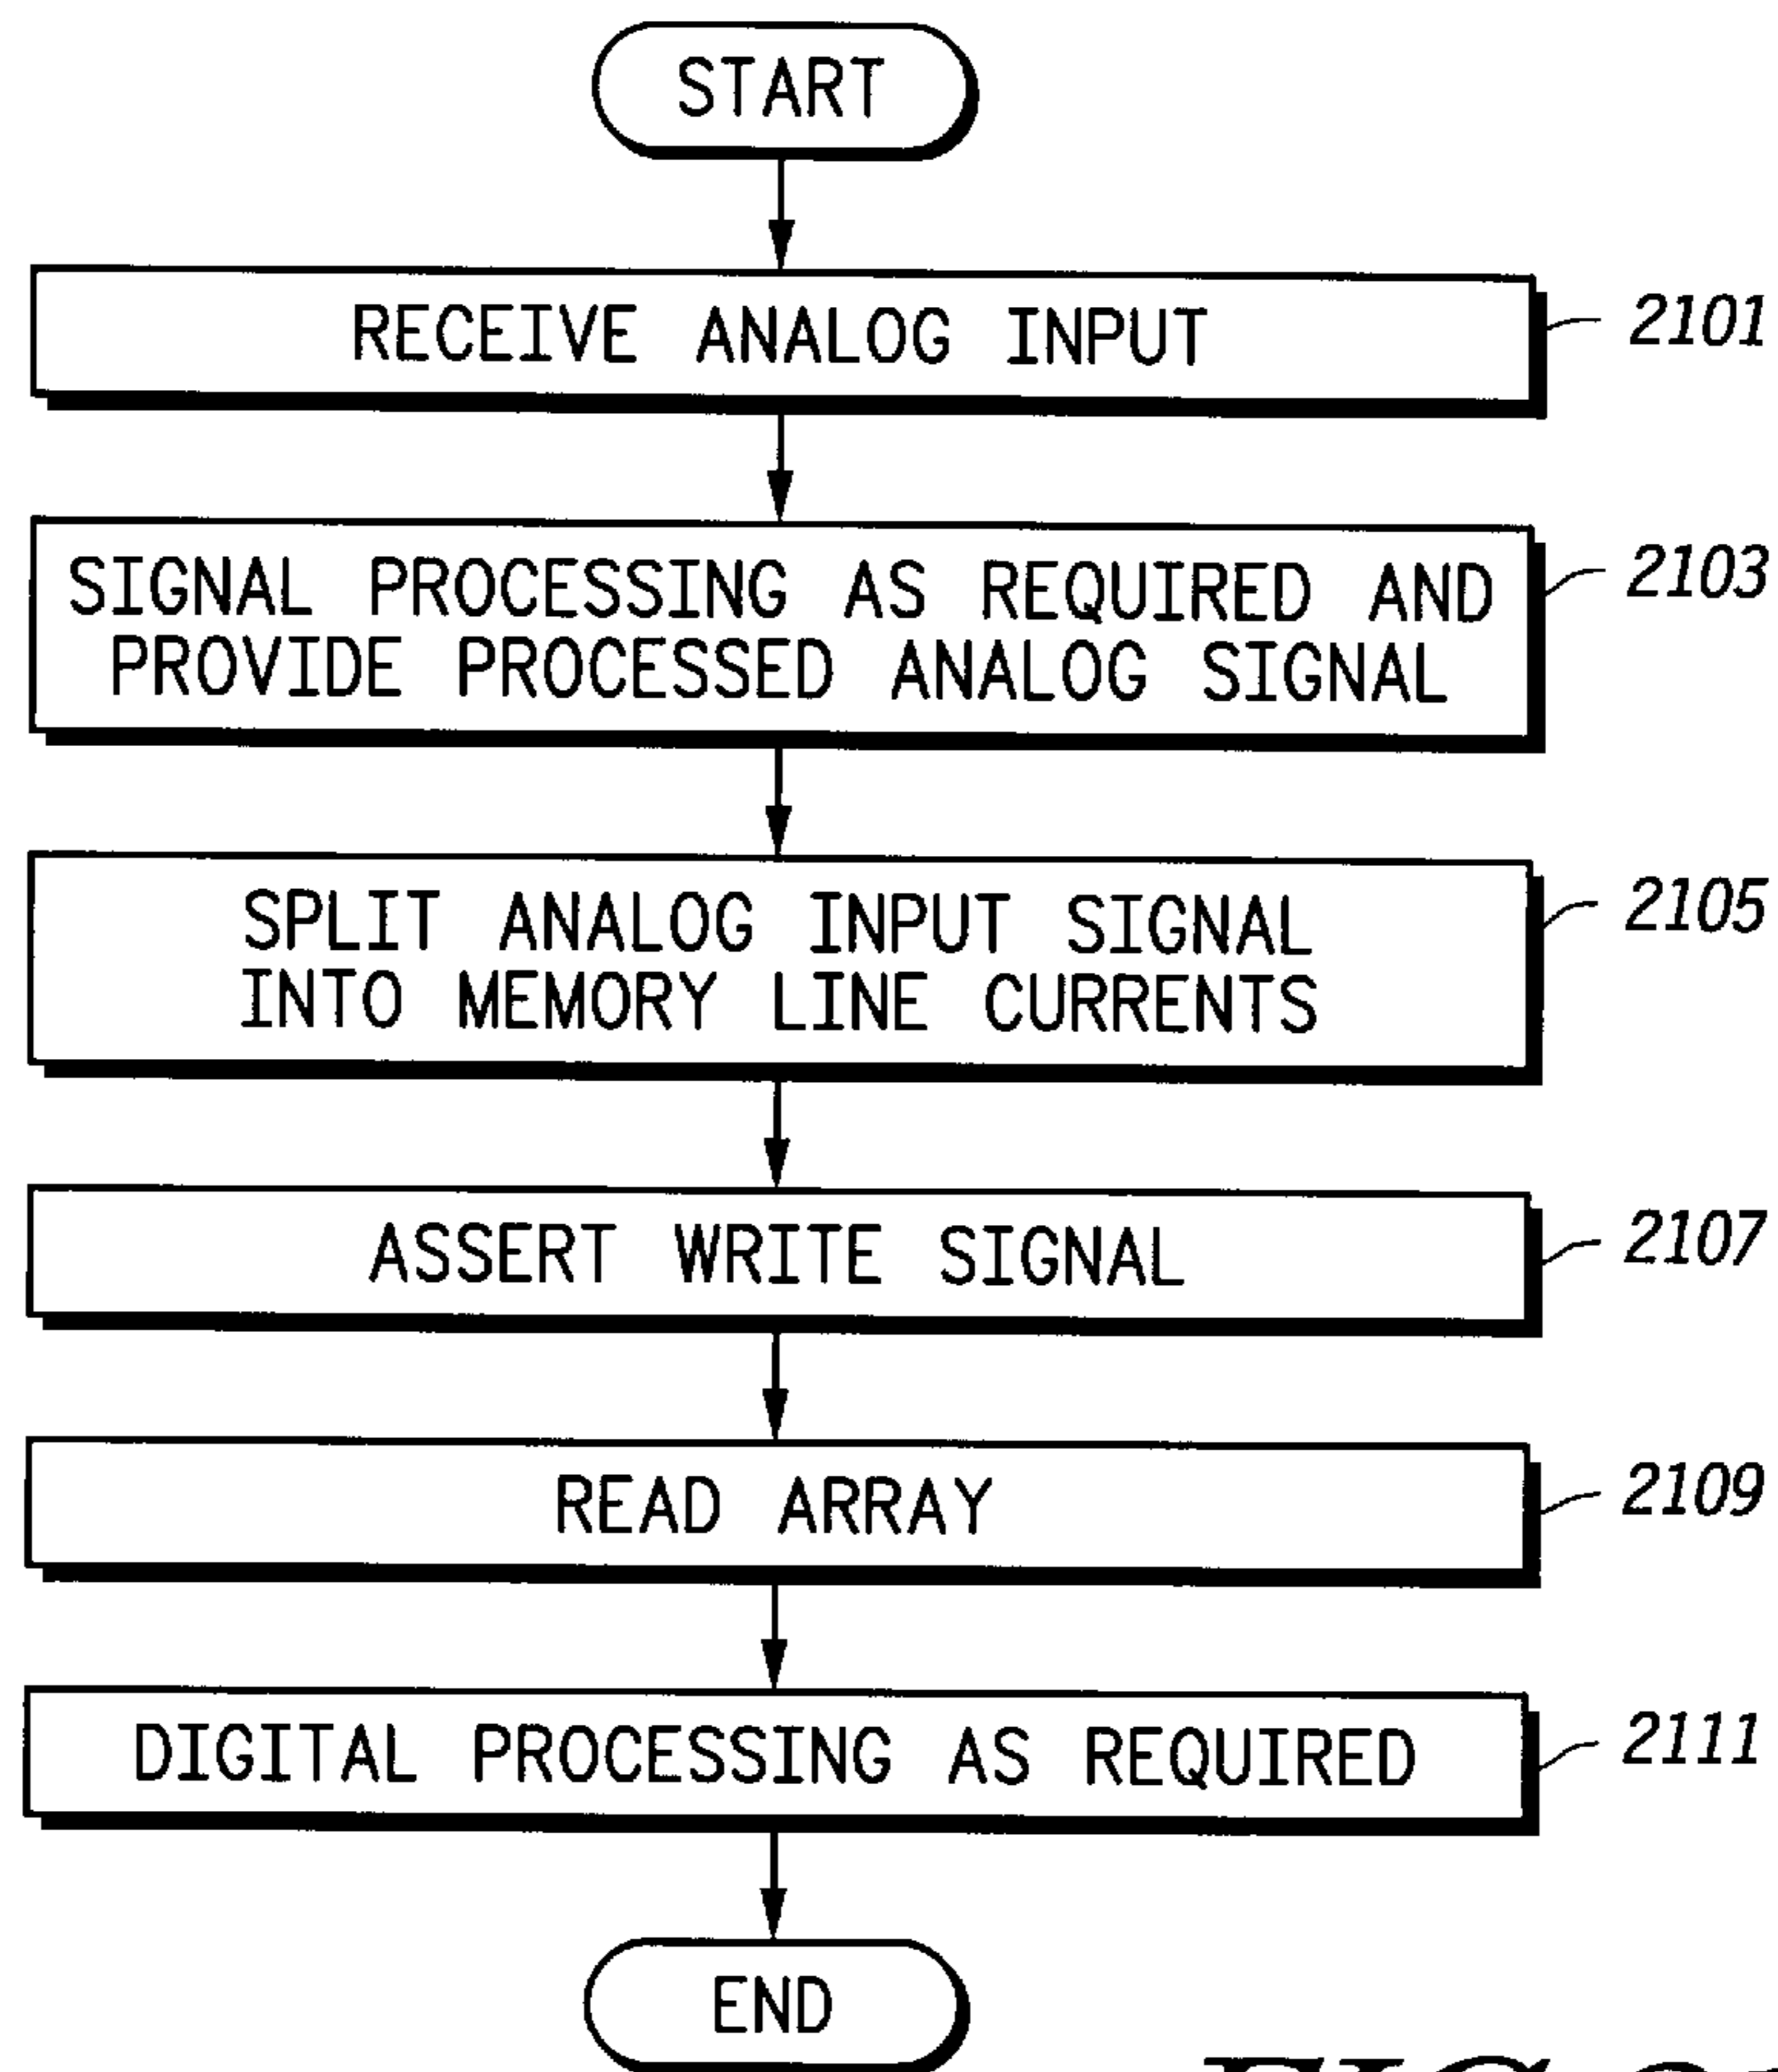 START
RECEIVE ANALOG INPUT
2101
SIGNAL PROCESSING AS REQUIRED AND
PROVIDE PROCESSED ANALOG SIGNAL
2103
SPLIT ANALOG INPUT SIGNAL
INTO MEMORY LINE CURRENTS
2105
ASSERT WRITE SIGNAL
2107
READ ARRAY
2109
DIGITAL PROCESSING AS REQUIRED
2111
END